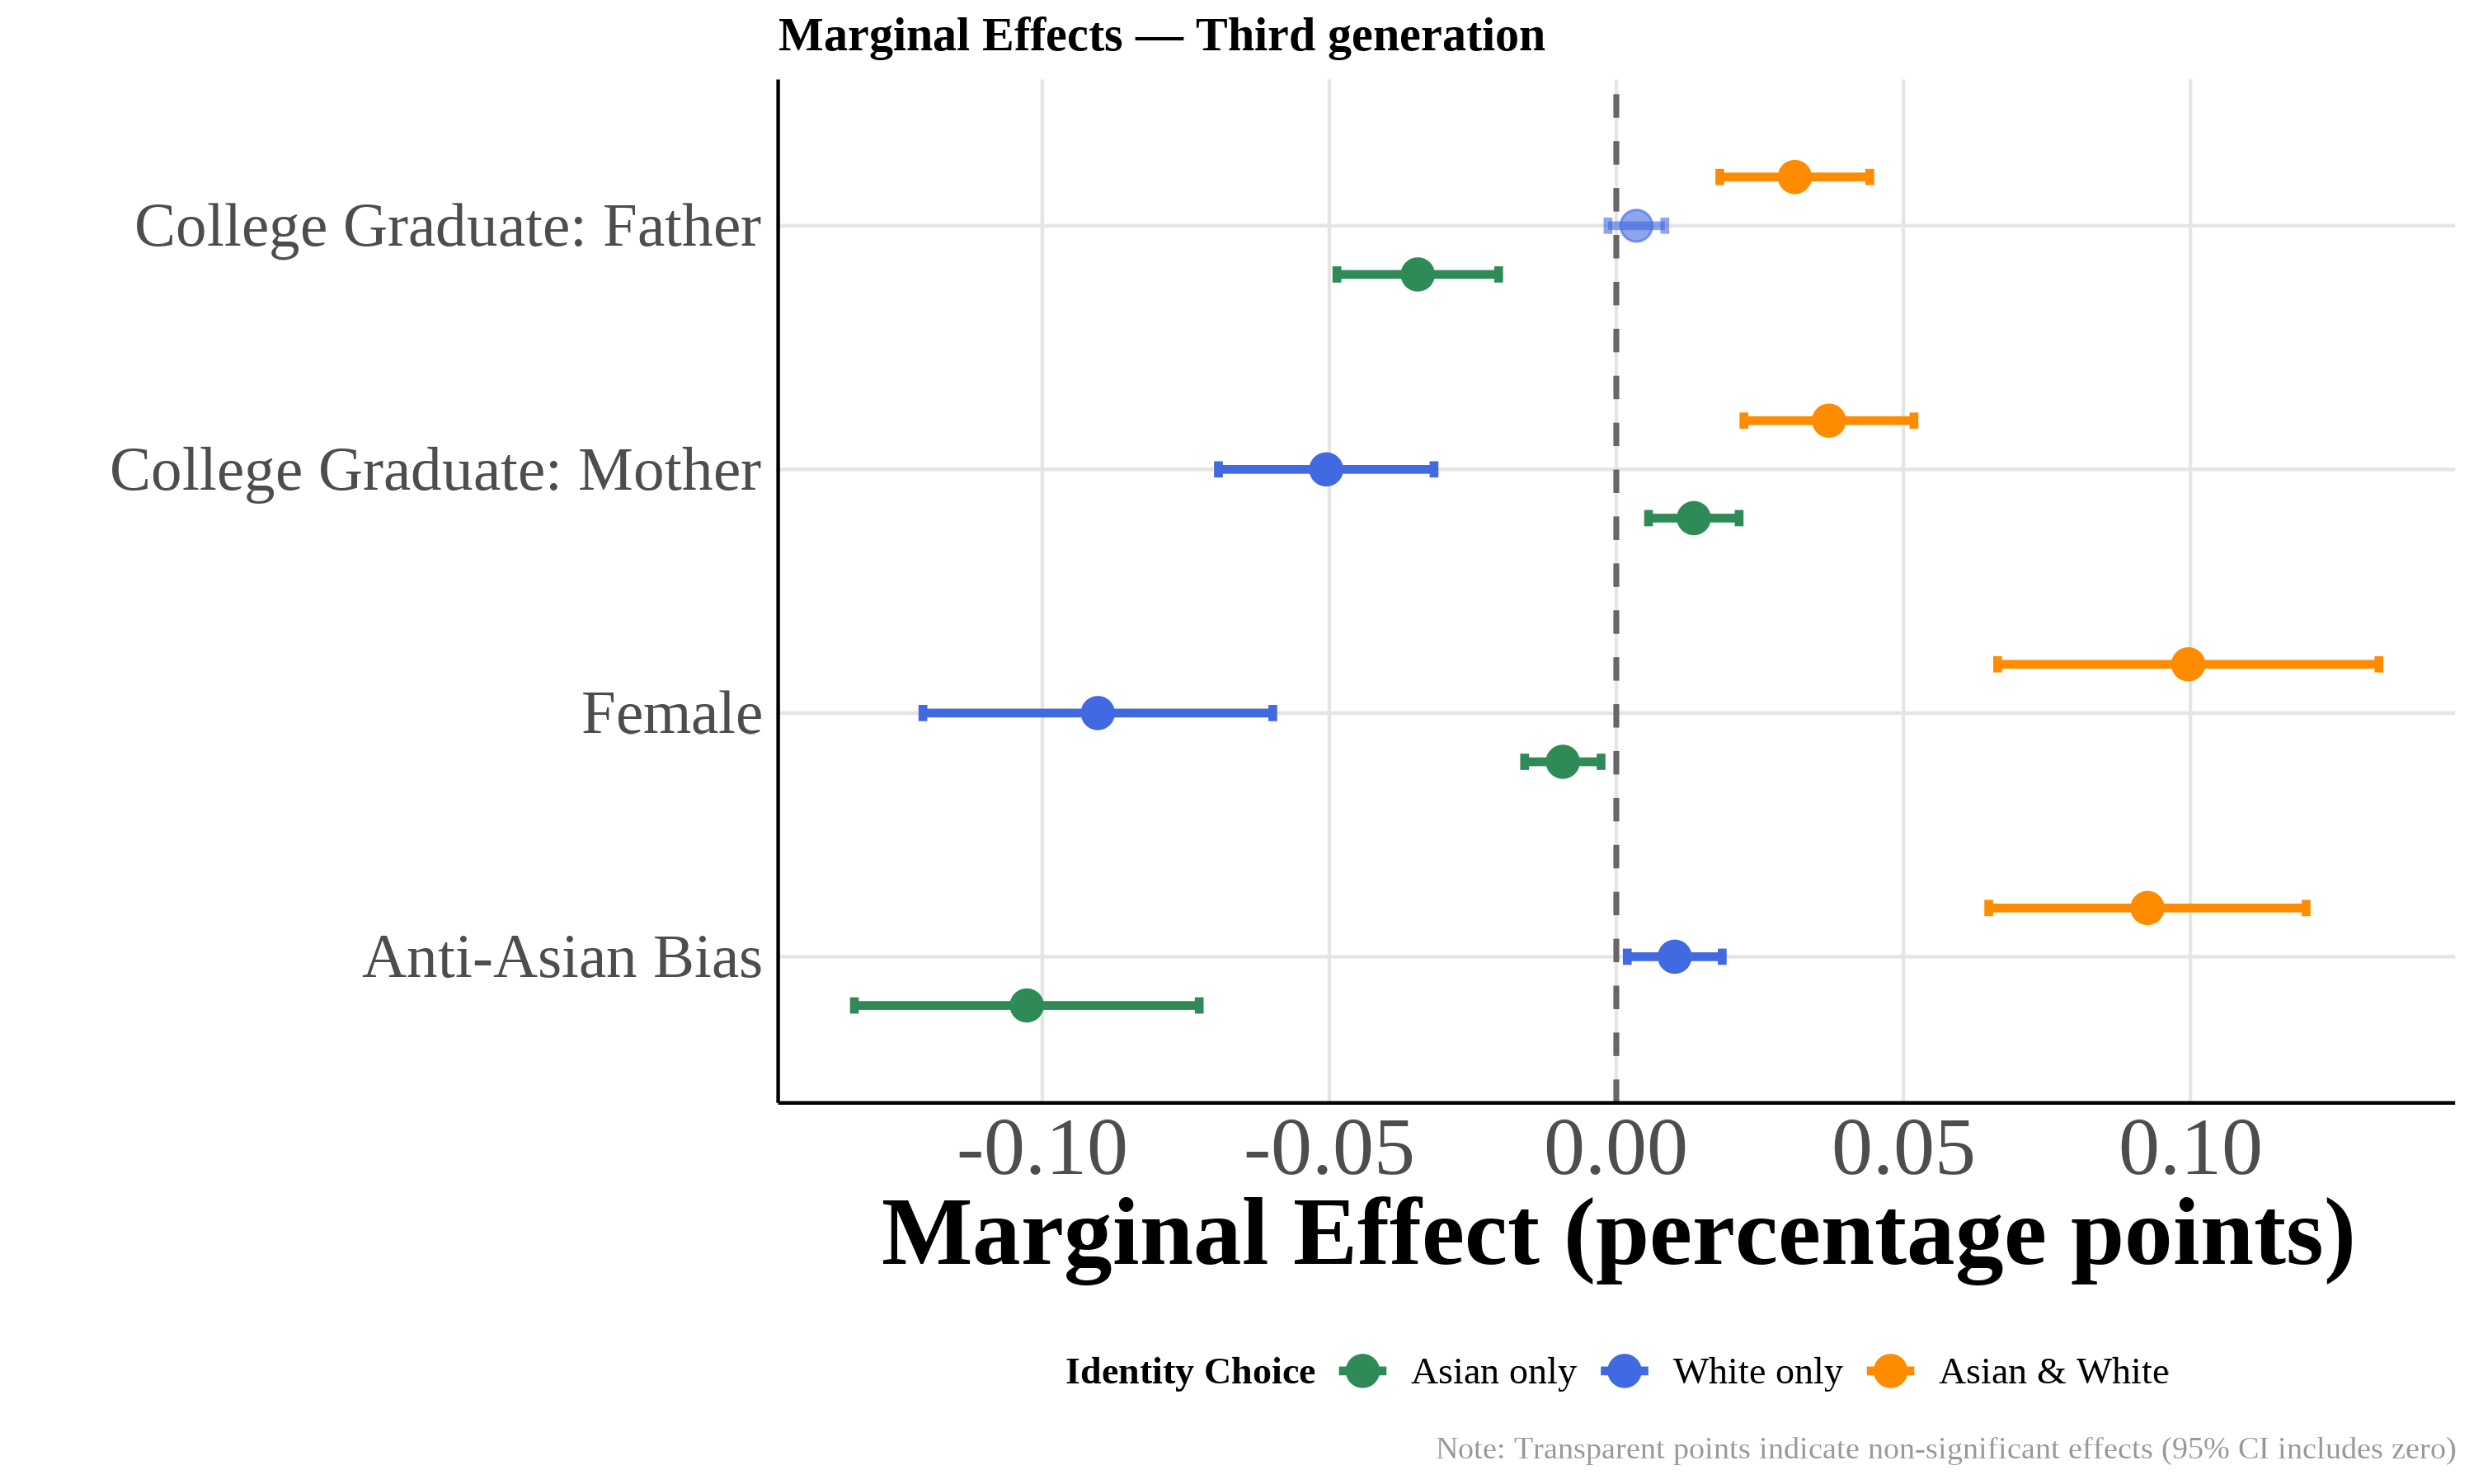 Marginal Effects — Third generation
College Graduate: Father
College Graduate: Mother
Female
Anti-Asian Bias
-0.10 -0.05 0.00 0.05 0.10
Marginal Effect (percentage points)
Identity Choice Asian only White only Asian & White
Note: Transparent points indicate non-significant effects (95% CI includes zero)